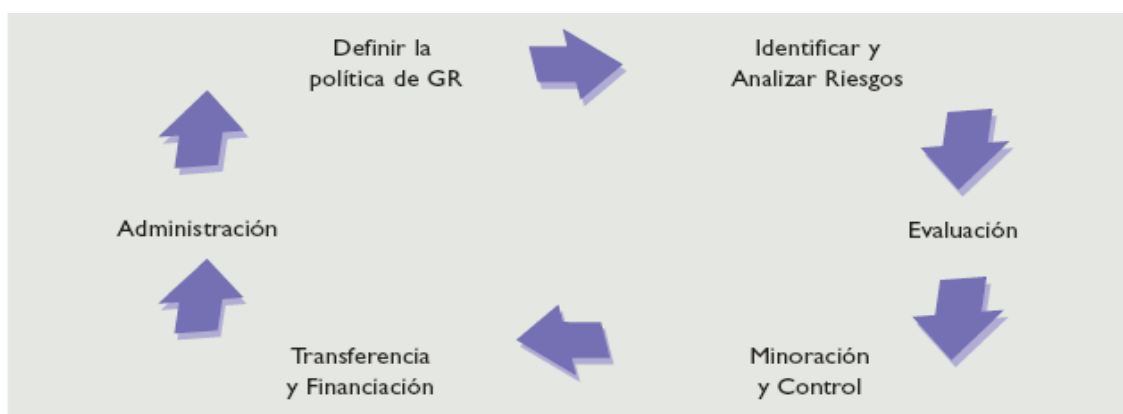 Definir la
política de GR
Identificar y
Analizar Riesgos
Evaluación
Minoración
y Control
Transferencia
y Financiación
Administración